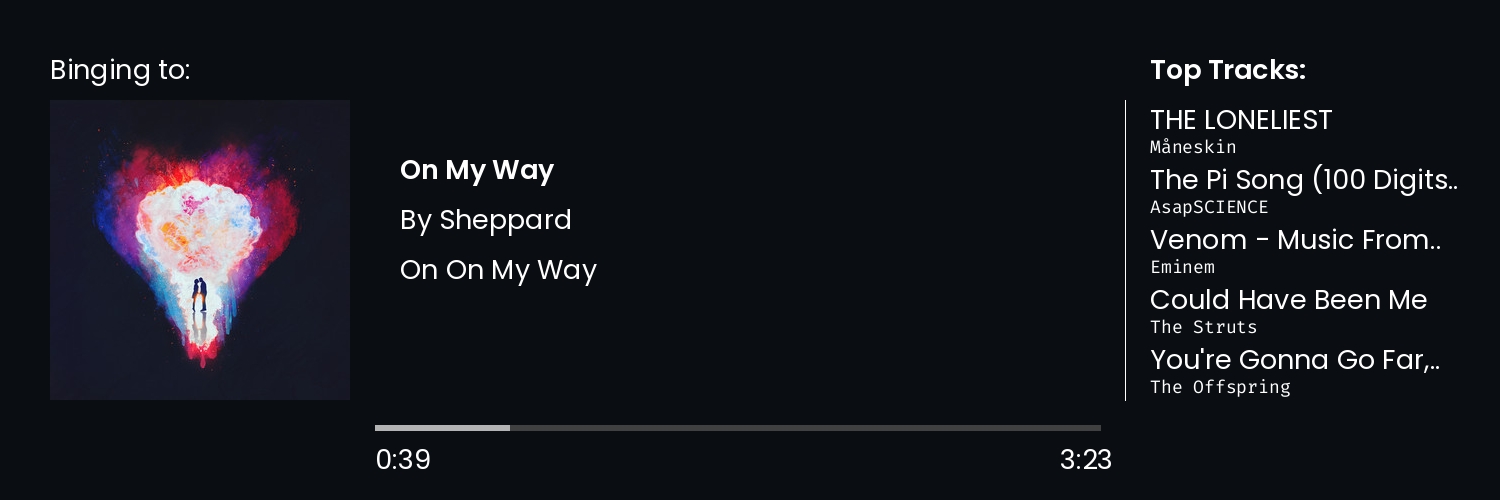 Binging to:
On My Way
By Sheppard
On On My Way
0:39
3:23
Top Tracks:
THE LONELIEST
Måneskin
The Pi Song (100 Digits..
AsapSCIENCE
Venom - Music From..
Eminem
Could Have Been Me
The Struts
You're Gonna Go Far,..
The Offspring